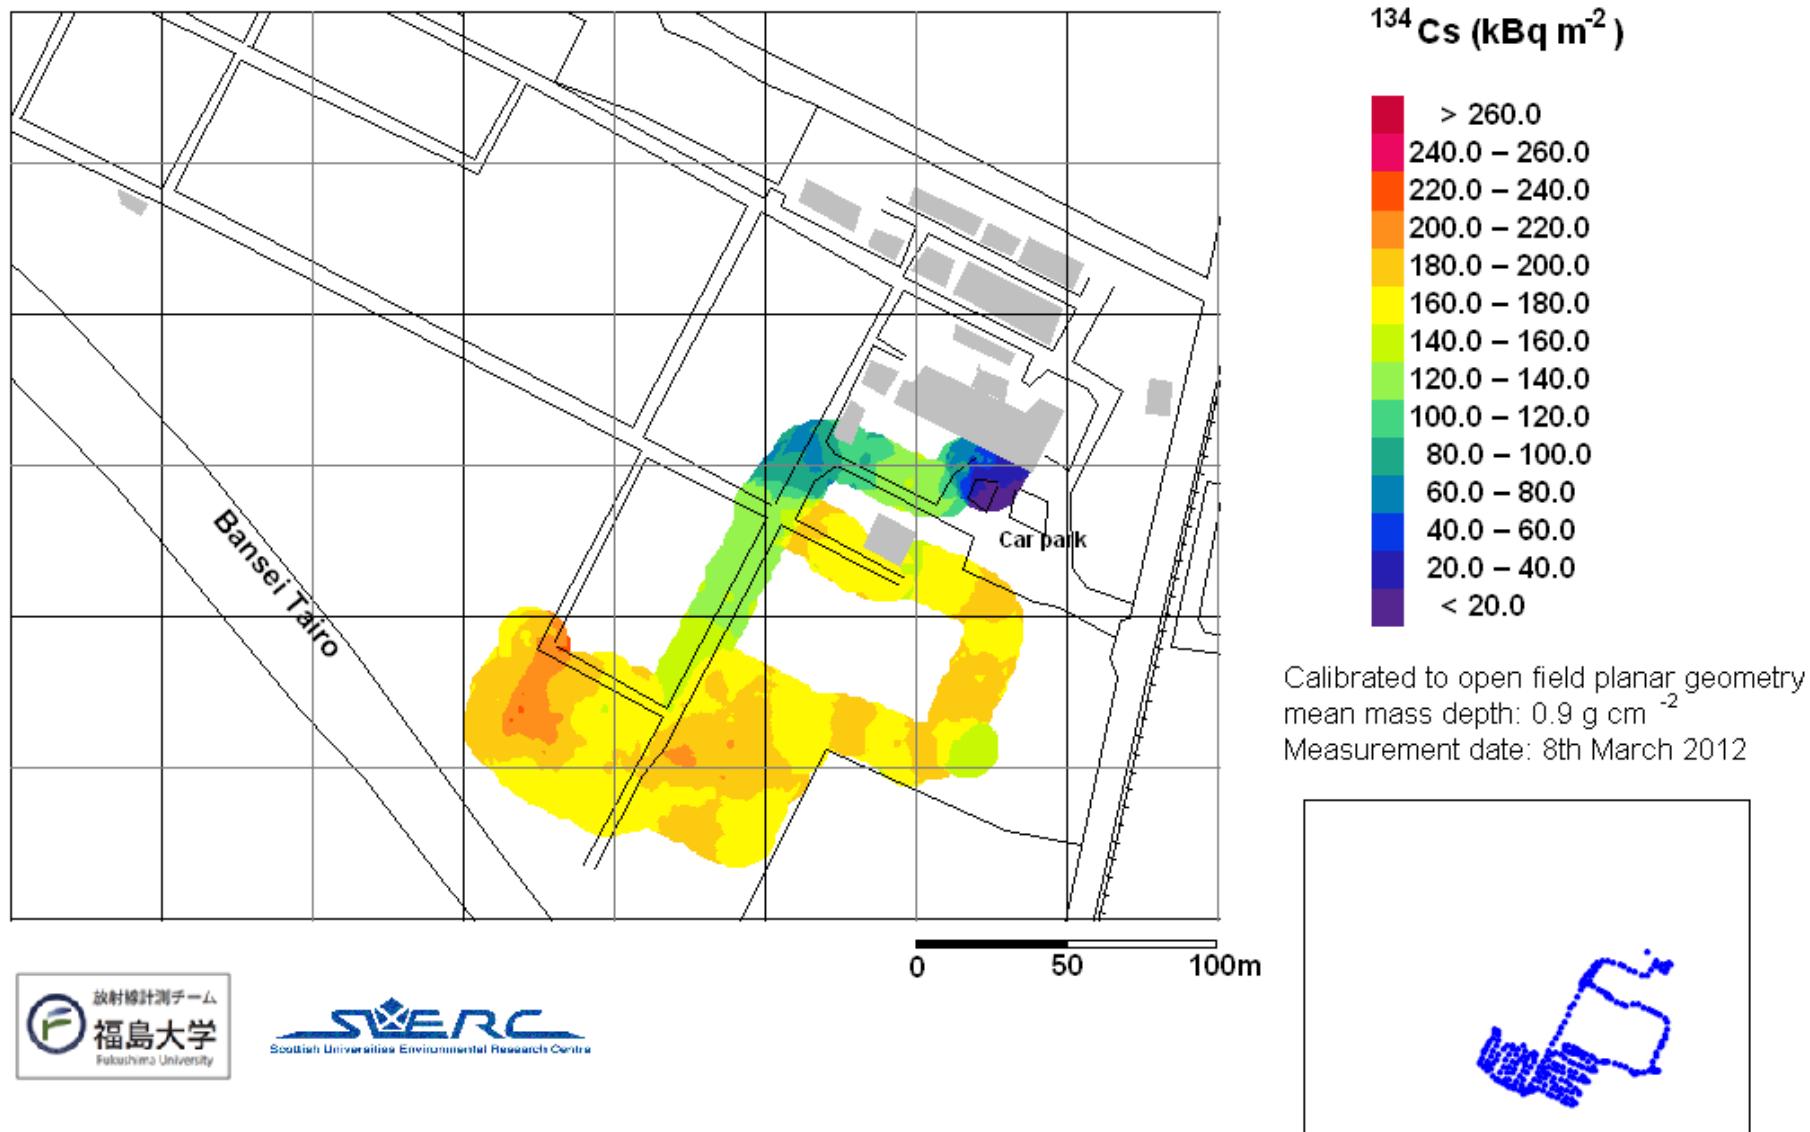 134 Cs (kBq m-2)
> 260.0
240.0 – 260.0
220.0 – 240.0
200.0 – 220.0
180.0 – 200.0
160.0 – 180.0
140.0 – 160.0
120.0 – 140.0
100.0 – 120.0
80.0 – 100.0
60.0 – 80.0
40.0 – 60.0
20.0 – 40.0
< 20.0
Bansei Tairo
Car park
Calibrated to open field planar geometry
mean mass depth: 0.9 g cm -2
Measurement date: 8th March 2012
0 50 100m
放射線計測チーム
福島大学
Fukushima University
SUERC
Scottish Universities Environmental Research Centre